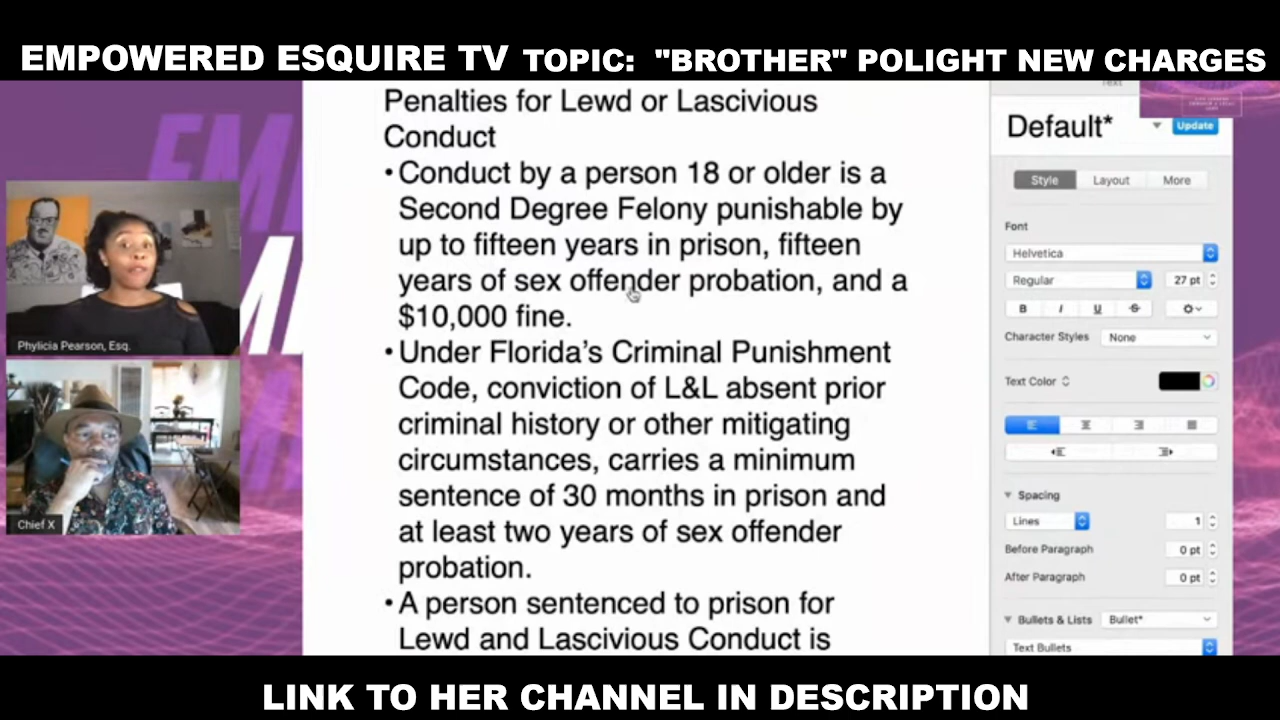 EMPOWERED ESQUIRE TV TOPIC: "BROTHER" POLIGHT NEW CHARGES
Penalties for Lewd or Lascivious
Conduct
• Conduct by a person 18 or older is a
Second Degree Felony punishable by
up to fifteen years in prison, fifteen
years of sex offender probation, and a
$10,000 fine.
• Under Florida's Criminal Punishment
Code, conviction of L&L absent prior
criminal history or other mitigating
circumstances, carries a minimum
sentence of 30 months in prison and
at least two years of sex offender
probation.
• A person sentenced to prison for
Lewd and Lascivious Conduct is
Phylicia Pearson, Esq.
Chief X
Text
Default* Update
Style Layout More
Font
Helvetica
Regular 27 pt
B I U S
Character Styles None
Text Color
Spacing
Lines 1
Before Paragraph 0 pt
After Paragraph 0 pt
Bullets & Lists Bullet*
Text Bullets
LINK TO HER CHANNEL IN DESCRIPTION